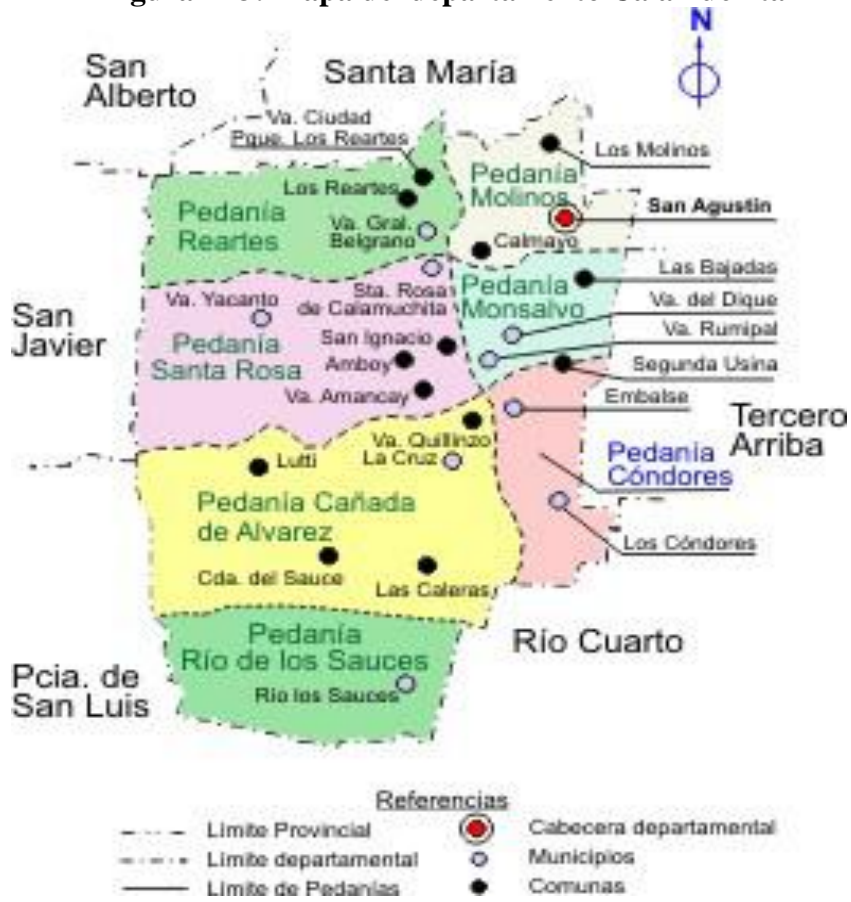 N
San
Alberto
Santa María
Va. Ciudad
Pque. Los Reartes
Los Reartes
Pedanía
Reartes
Va. Gral.
Belgrano
Pedanía
Molinos
Los Molinos
San Agustín
Calmayo
Las Bajadas
Pedanía
Monsalvo
Va. del Dique
Va. Rumipal
Segunda Usina
Sta. Rosa
de Calamuchita
Va. Yacanto
San
Javier
Pedanía
Santa Rosa
San Ignacio
Amboy
Va. Amancay
Embalse
Tercero
Arriba
Va. Quillinzo
La Cruz
Lutti
Pedanía
Cóndores
Pedanía Cañada
de Alvarez
Los Cóndores
Cda. del Sauce
Las Caleras
Pedanía
Río de los Sauces
Río los Sauces
Río Cuarto
Pcia. de
San Luis
Referencias
Límite Provincial
Límite departamental
Límite de Pedanías
Cabecera departamental
Municipios
Comunas